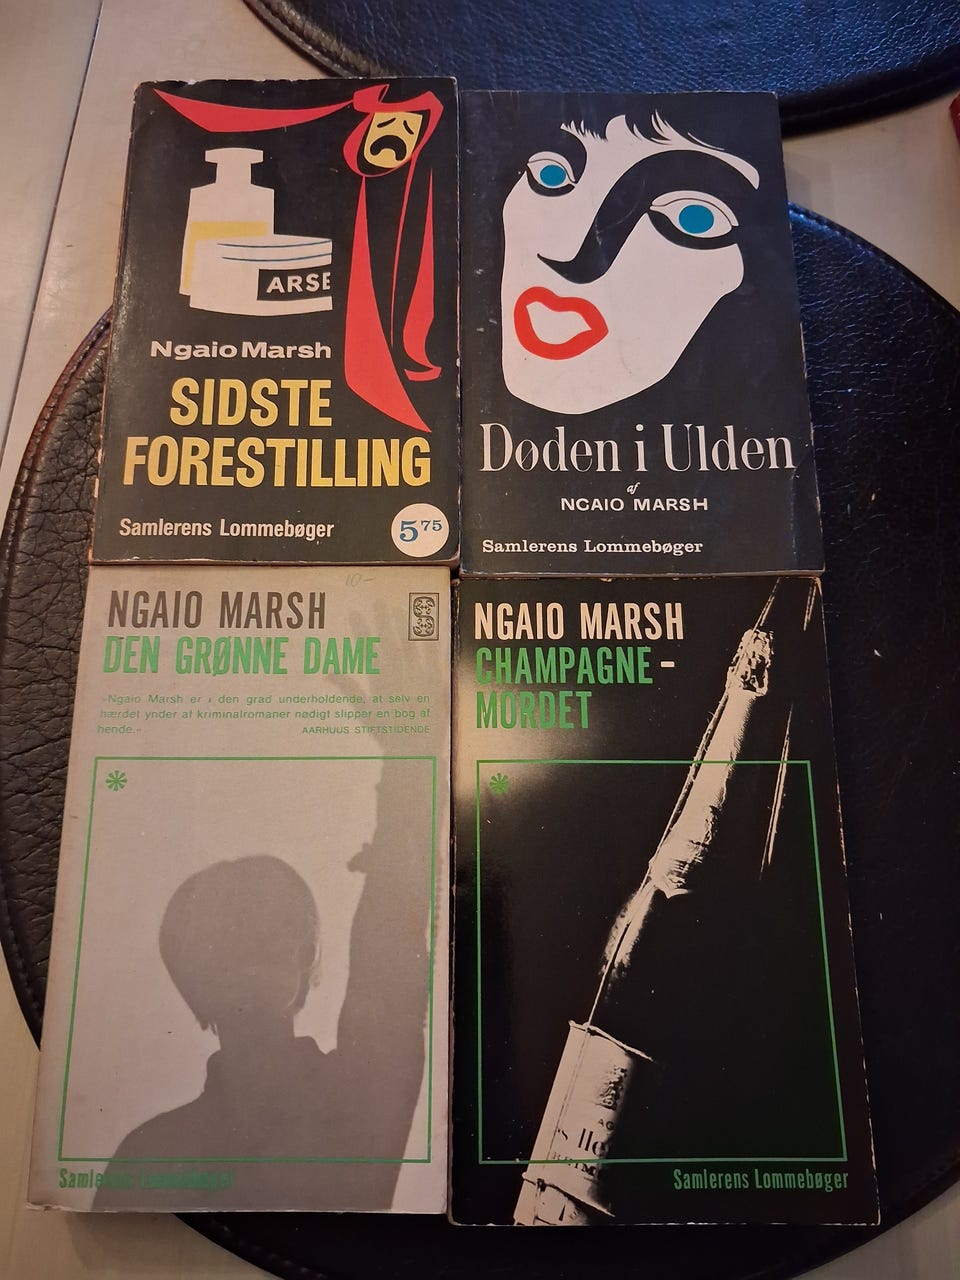 ARSE
Ngaio Marsh
SIDSTE
FORESTILLING
Samlerens Lommebøger
5 75
Døden i Ulden
af
NGAIO MARSH
Samlerens Lommebøger
10-
NGAIO MARSH
DEN GRØNNE DAME
»Ngaio Marsh er i den grad underholdende, at selv en
hærdet ynder af kriminalromaner nødigt slipper en bog af
hende.«
AARHUUS STIFTSTIDENDE
*
Samlerens Lommebøger
NGAIO MARSH
CHAMPAGNE-
MORDET
*
Samlerens Lommebøger